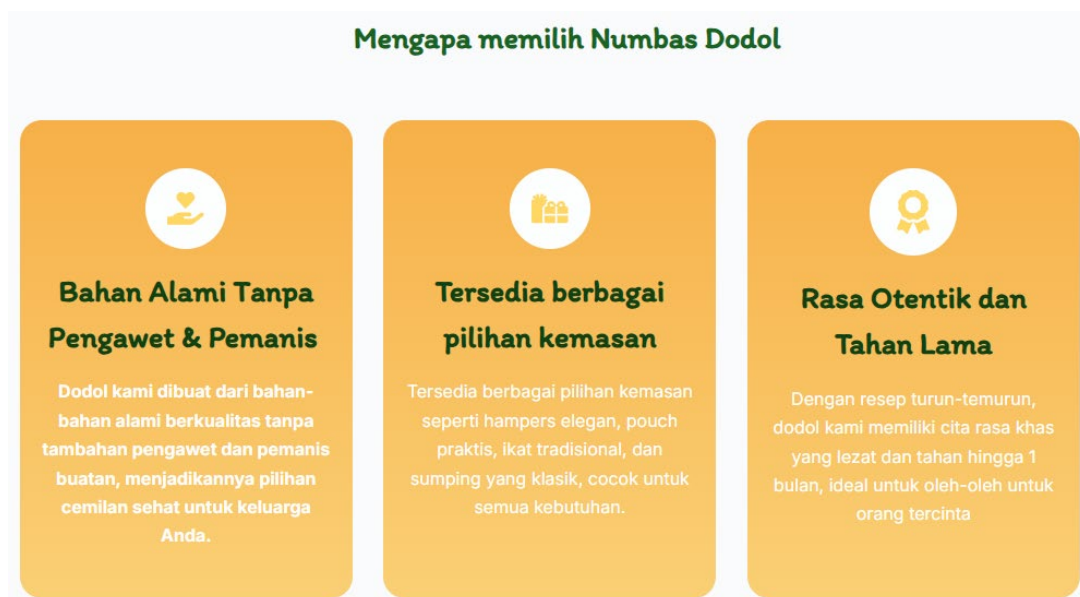 Mengapa memilih Numbas Dodol
Bahan Alami Tanpa
Pengawet & Pemanis
Dodol kami dibuat dari bahan-
bahan alami berkualitas tanpa
tambahan pengawet dan pemanis
buatan, menjadikannya pilihan
cemilan sehat untuk keluarga
Anda.
Tersedia berbagai
pilihan kemasan
Tersedia berbagai pilihan kemasan
seperti hampers elegan, pouch
praktis, ikat tradisional, dan
sumping yang klasik, cocok untuk
semua kebutuhan.
Rasa Otentik dan
Tahan Lama
Dengan resep turun-temurun,
dodol kami memiliki cita rasa khas
yang lezat dan tahan hingga 1
bulan, ideal untuk oleh-oleh untuk
orang tercinta